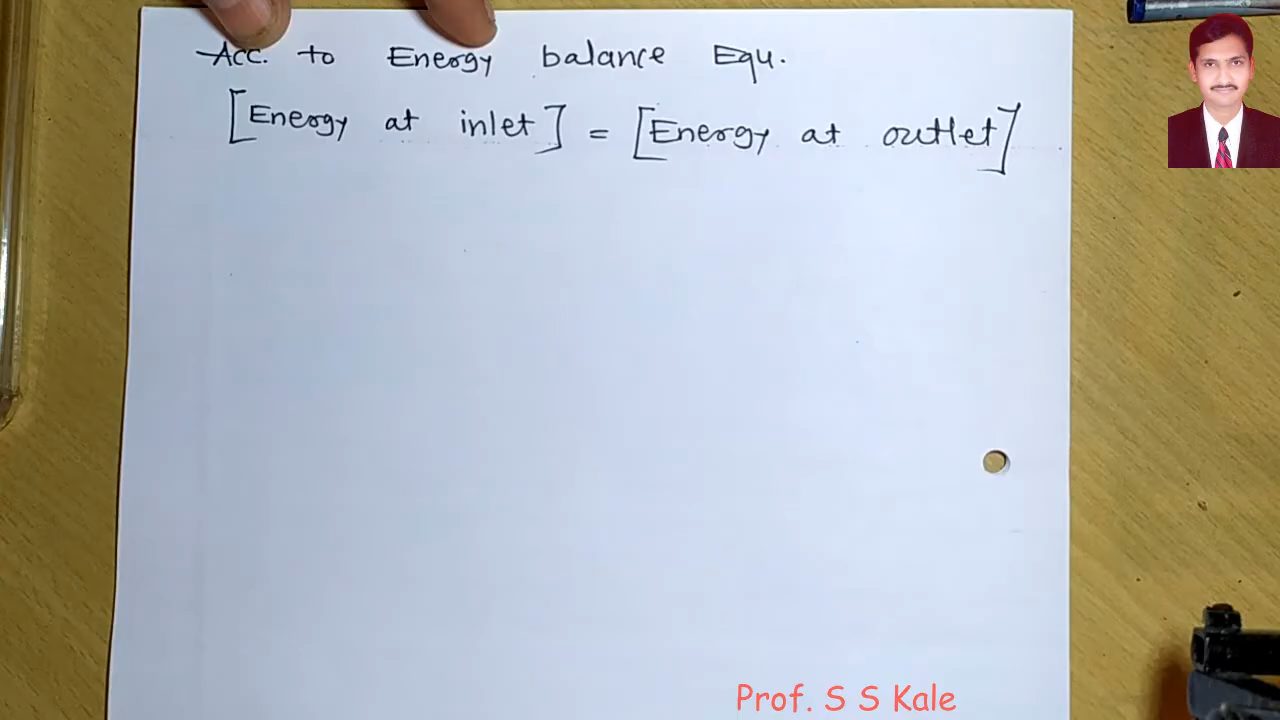 Acc. to Energy balance Equ.
[Energy at inlet] = [Energy at outlet]
Prof. S S Kale